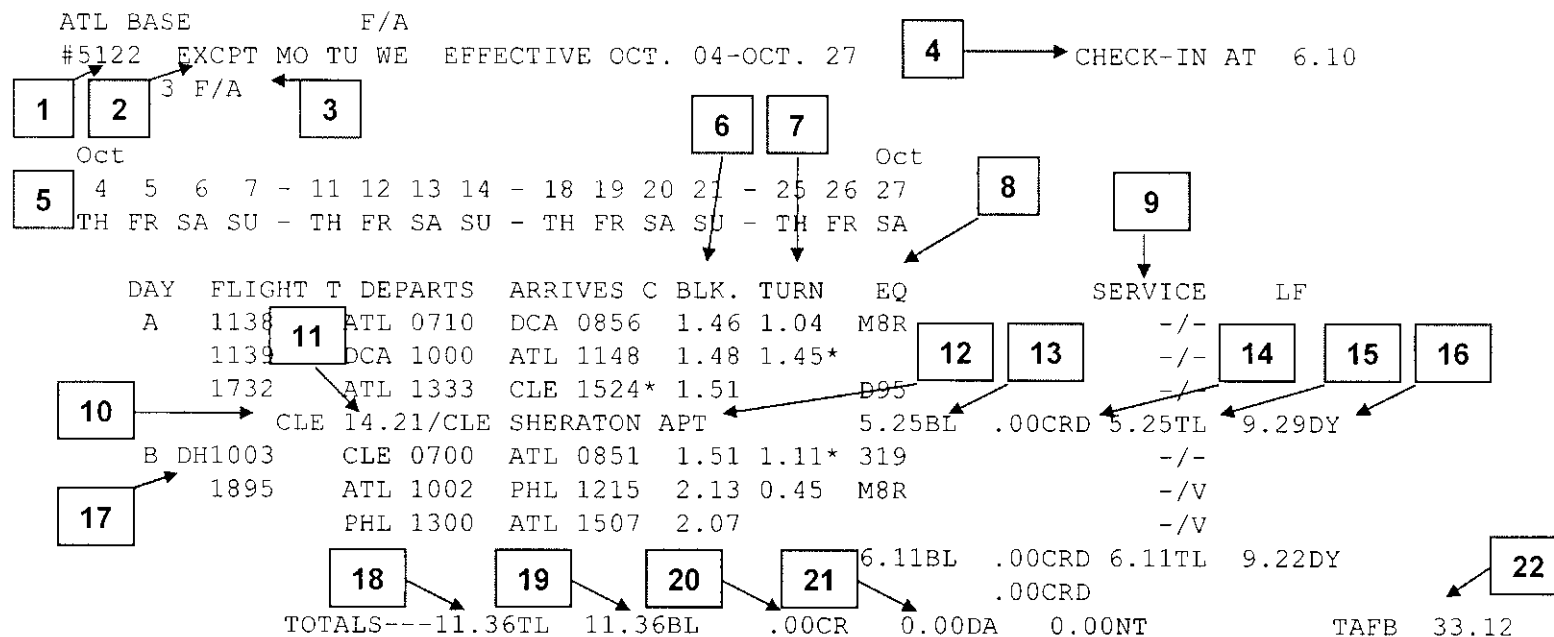 ATL BASE F/A
#5122 EXCPT MO TU WE EFFECTIVE OCT. 04-OCT. 27 4 CHECK-IN AT 6.10
1 2 3 F/A 3
6 7
Oct Oct
5 4 5 6 7 - 11 12 13 14 - 18 19 20 21 - 25 26 27 8
TH FR SA SU - TH FR SA SU - TH FR SA SU - TH FR SA 9
DAY FLIGHT T DEPARTS ARRIVES C BLK. TURN EQ SERVICE LF
A 1138 ATL 0710 DCA 0856 1.46 1.04 M8R -/-
11
1139 DCA 1000 ATL 1148 1.48 1.45* -/-
12 13 14 15 16
1732 ATL 1333 CLE 1524* 1.51 D95 -/-
10 CLE 14.21/CLE SHERATON APT 5.25BL .00CRD 5.25TL 9.29DY
B DH1003 CLE 0700 ATL 0851 1.51 1.11* 319 -/-
1895 ATL 1002 PHL 1215 2.13 0.45 M8R -/V
17
PHL 1300 ATL 1507 2.07 -/V
6.11BL .00CRD 6.11TL 9.22DY
18 19 20 21 22
.00CRD
TOTALS---11.36TL 11.36BL .00CR 0.00DA 0.00NT TAFB 33.12